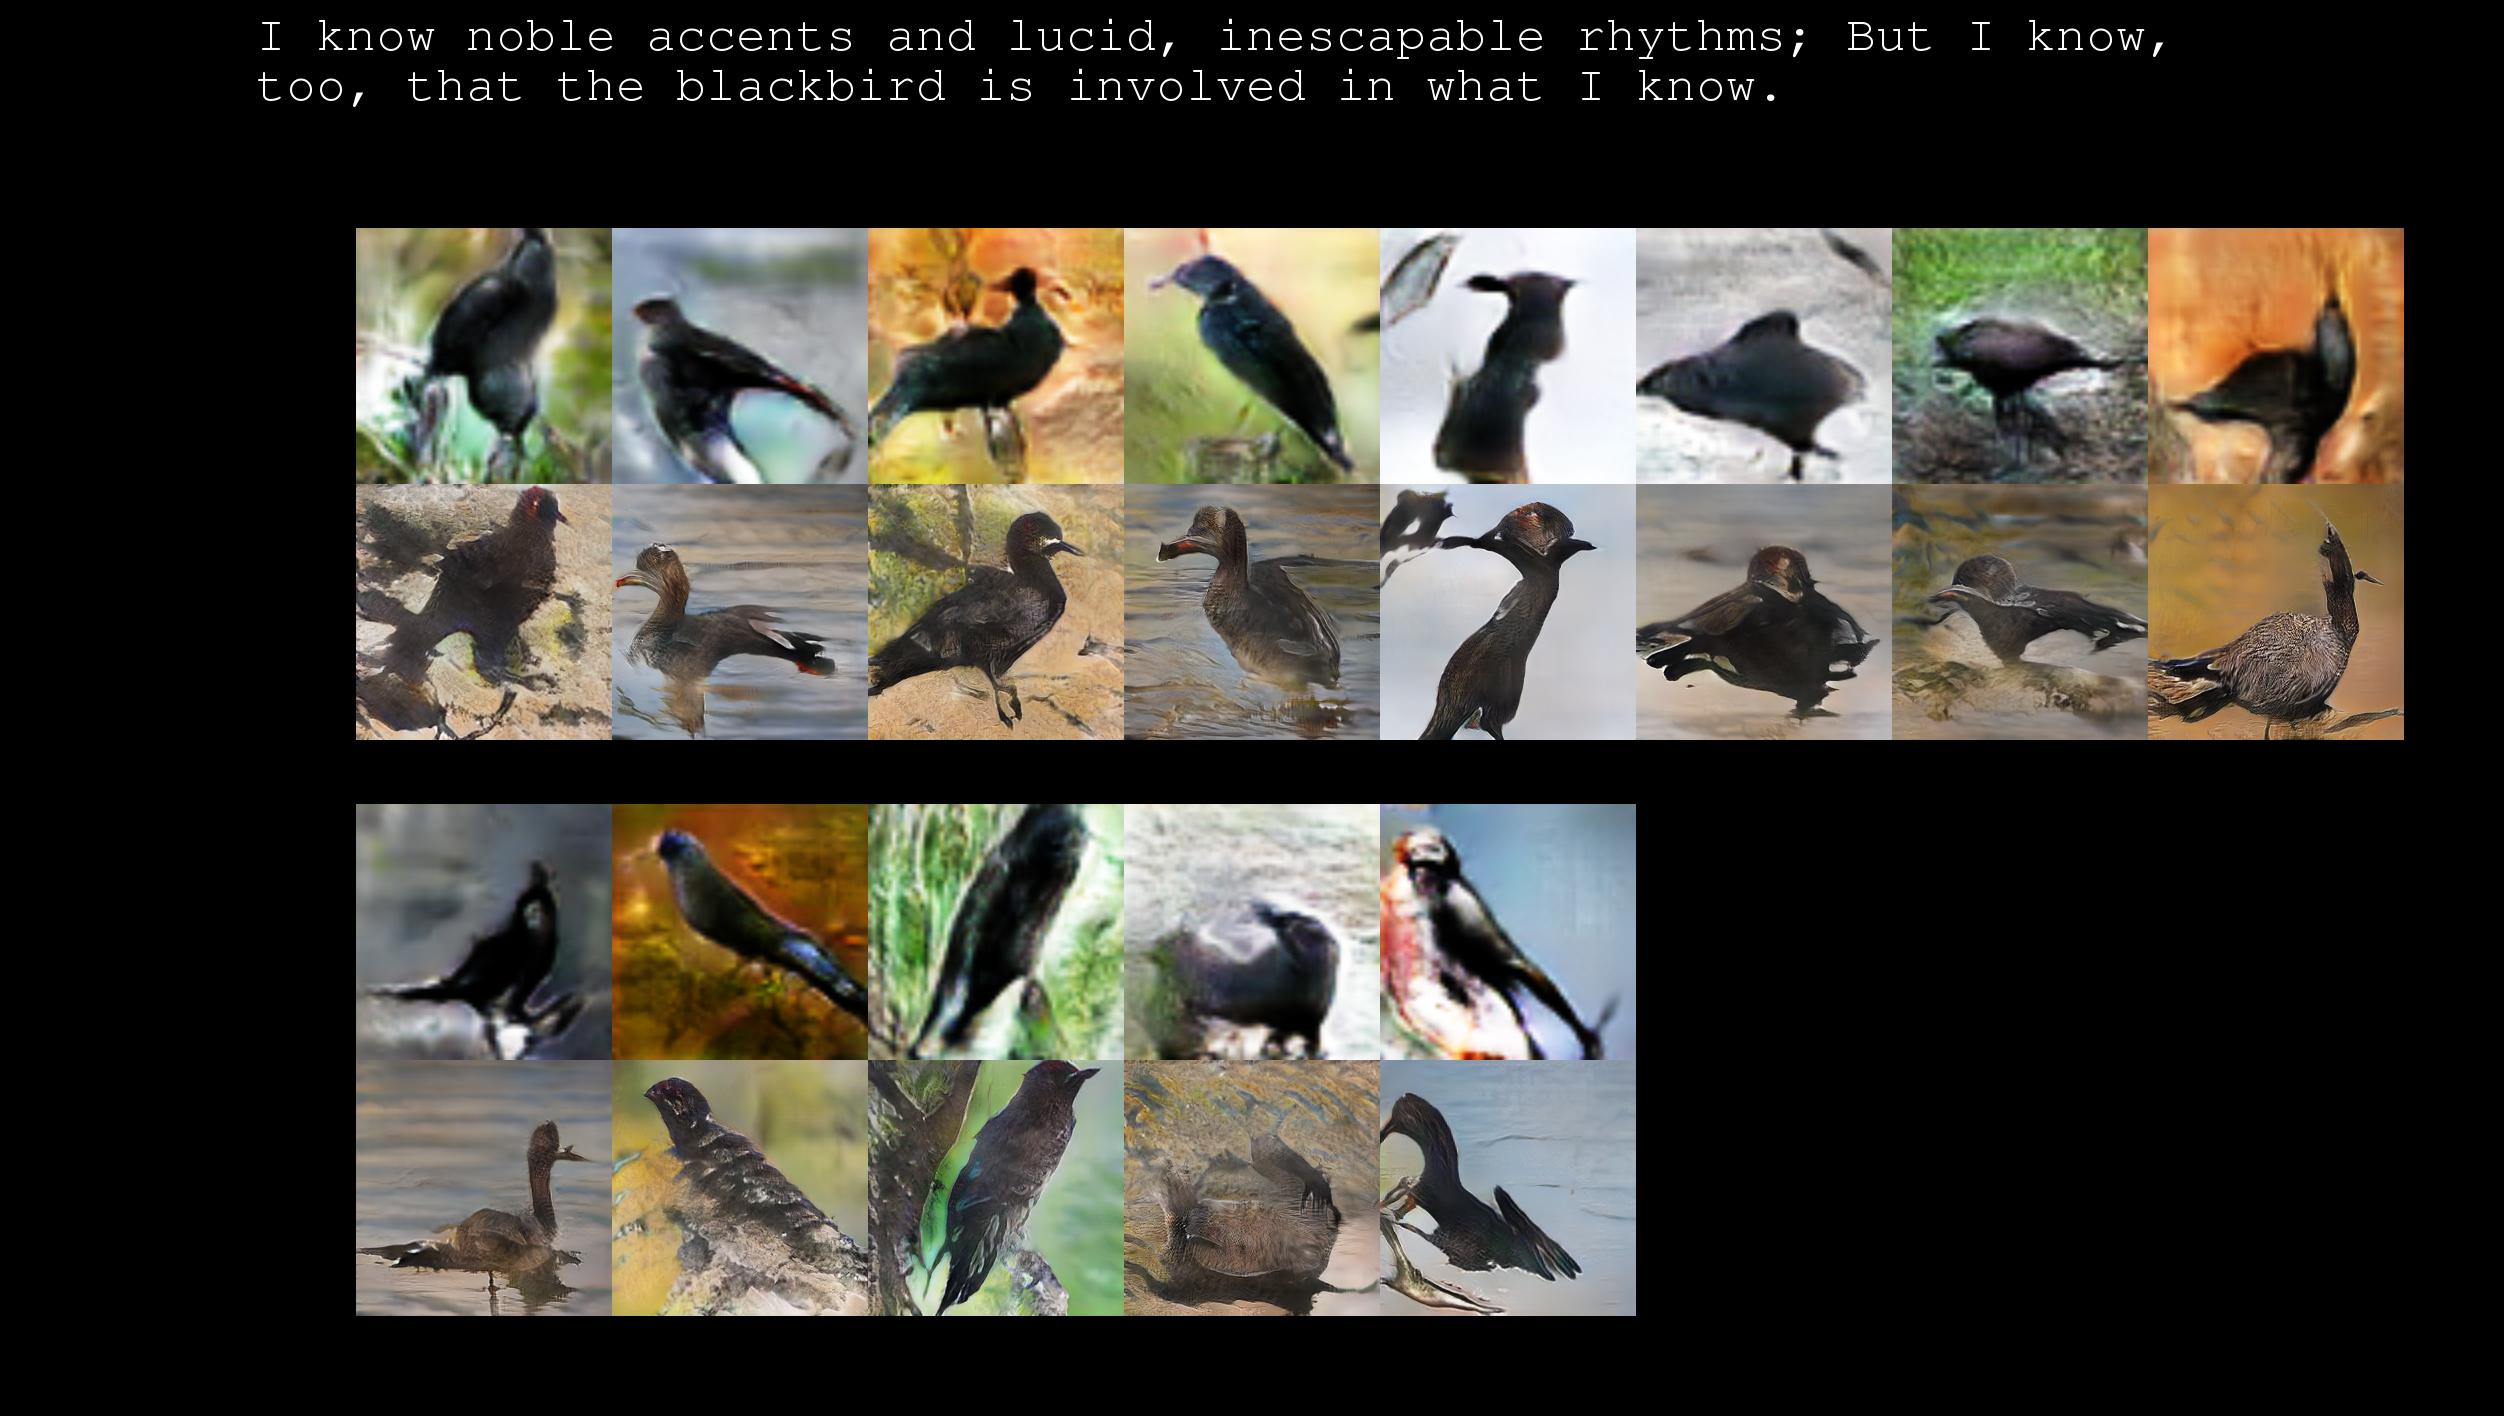 I know noble accents and lucid, inescapable rhythms; But I know,
too, that the blackbird is involved in what I know.